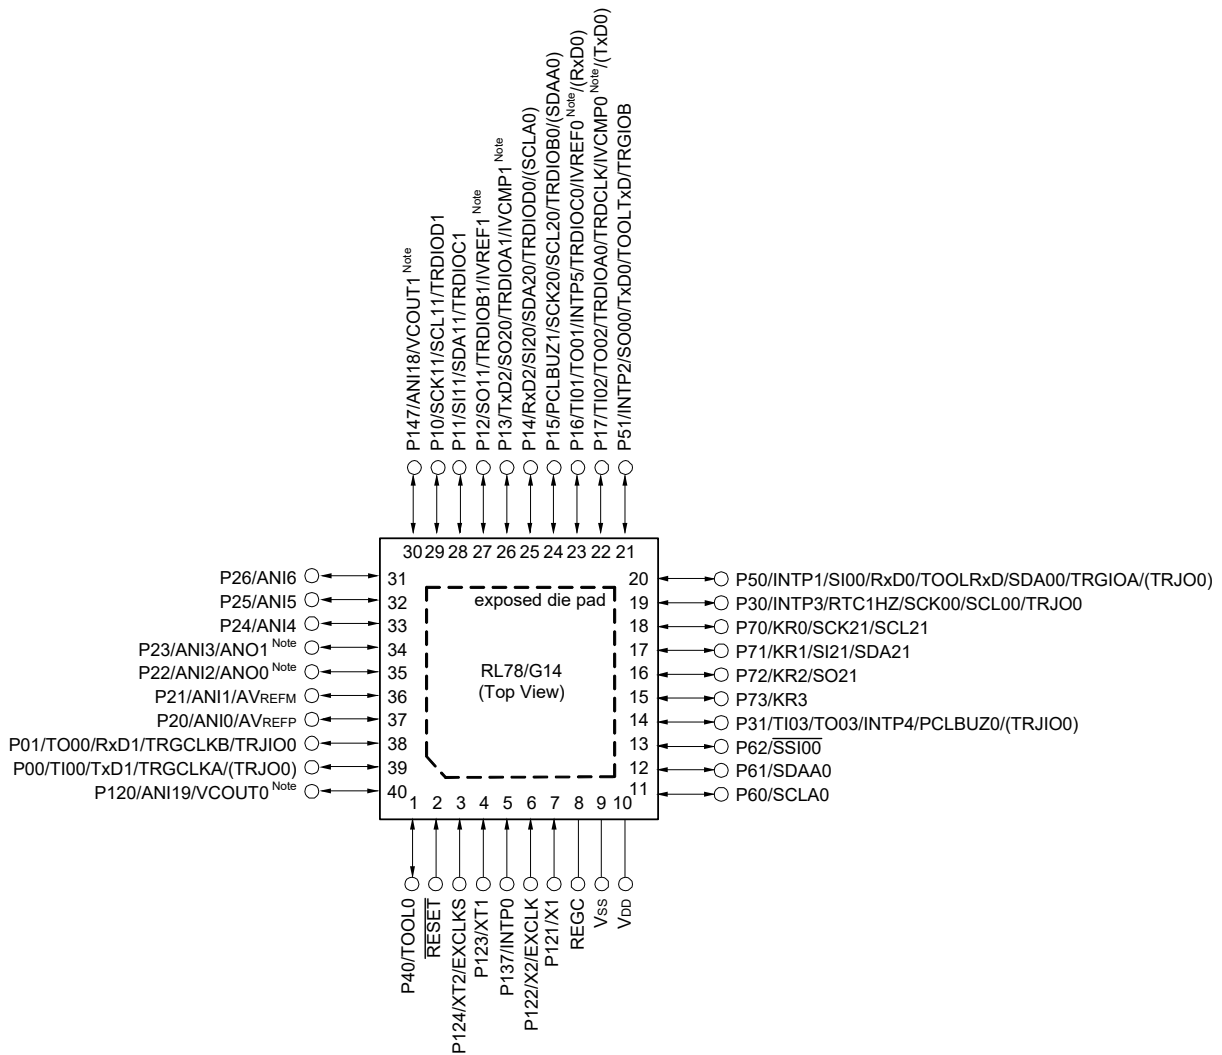 P147/ANI18/VCOUT1 Note
P10/SCK11/SCL11/TRDIOD1
P11/SI11/SDA11/TRDIOC1
P12/SO11/TRDIOB1/IVREF1 Note
P13/TxD2/SO20/TRDIOA1/IVCMP1 Note
P14/RxD2/SI20/SDA20/TRDIOD0/(SCLA0)
P15/PCLBUZ1/SCK20/SCL20/TRDIOB0/(SDAA0)
P16/TI01/TO01/INTP5/TRDIOC0/IVREF0 Note/(RxD0)
P17/TI02/TO02/TRDIOA0/TRDCLK/IVCMP0 Note/(TxD0)
P51/INTP2/SO00/TxD0/TOOLTxD/TRGIOB
30 29 28 27 26 25 24 23 22 21
P26/ANI6 31
P25/ANI5 32
P24/ANI4 33
P23/ANI3/ANO1 Note 34
P22/ANI2/ANO0 Note 35
P21/ANI1/AVREFM 36
P20/ANI0/AVREFP 37
P01/TO00/RxD1/TRGCLKB/TRJIO0 38
P00/TI00/TxD1/TRGCLKA/(TRJO0) 39
P120/ANI19/VCOUT0 Note 40
exposed die pad
RL78/G14
(Top View)
20 P50/INTP1/SI00/RxD0/TOOLRxD/SDA00/TRGIOA/(TRJO0)
19 P30/INTP3/RTC1HZ/SCK00/SCL00/TRJO0
18 P70/KR0/SCK21/SCL21
17 P71/KR1/SI21/SDA21
16 P72/KR2/SO21
15 P73/KR3
14 P31/TI03/TO03/INTP4/PCLBUZ0/(TRJIO0)
13 P62/SSI00
12 P61/SDAA0
11 P60/SCLA0
1 2 3 4 5 6 7 8 9 10
P40/TOOL0
RESET
P124/XT2/EXCLKS
P123/XT1
P137/INTP0
P122/X2/EXCLK
P121/X1
REGC
VSS
VDD